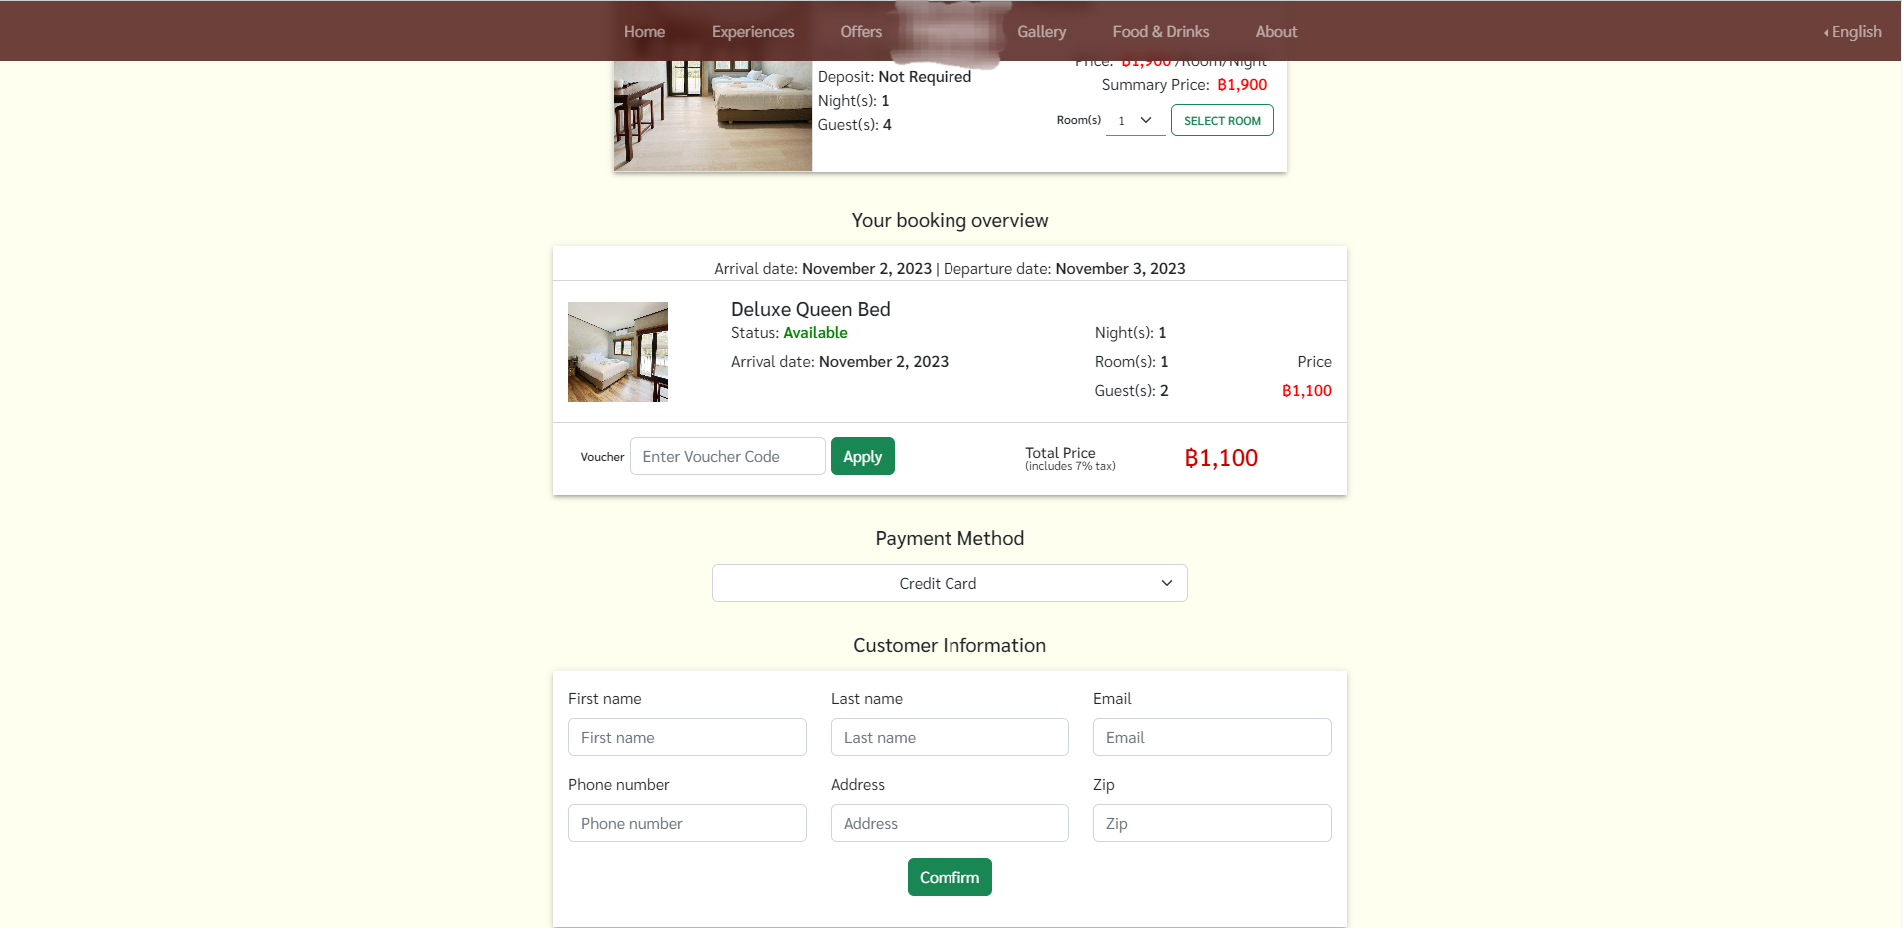 Home Experiences Offers Gallery Food & Drinks About English
Price: ฿1,900 /Room/Night
Deposit: Not Required
Summary Price: ฿1,900
Night(s): 1
Guest(s): 4
Room(s) 1 SELECT ROOM
Your booking overview
Arrival date: November 2, 2023 | Departure date: November 3, 2023
Deluxe Queen Bed
Status: Available
Night(s): 1
Arrival date: November 2, 2023
Room(s): 1
Price
Guest(s): 2
฿1,100
Voucher Enter Voucher Code Apply
Total Price
(includes 7% tax)
฿1,100
Payment Method
Credit Card
Customer Information
First name Last name Email
First name Last name Email
Phone number Address Zip
Phone number Address Zip
Comfirm